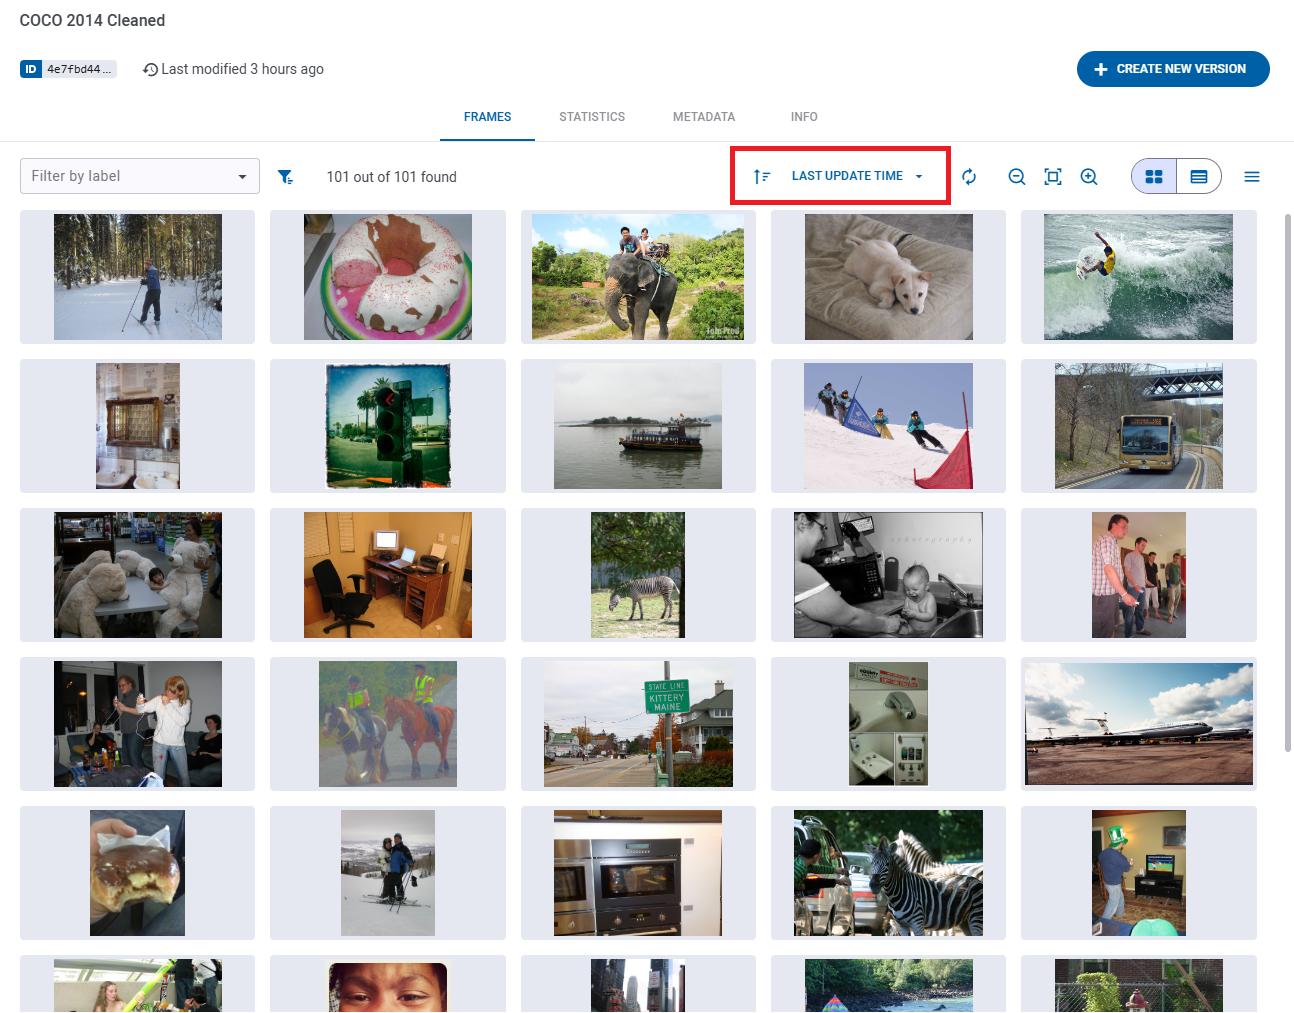 COCO 2014 Cleaned
ID 4e7fbd44...
Last modified 3 hours ago
CREATE NEW VERSION
FRAMES
STATISTICS
METADATA
INFO
Filter by label
101 out of 101 found
LAST UPDATE TIME
STATE LINE
KITTERY
MAINE